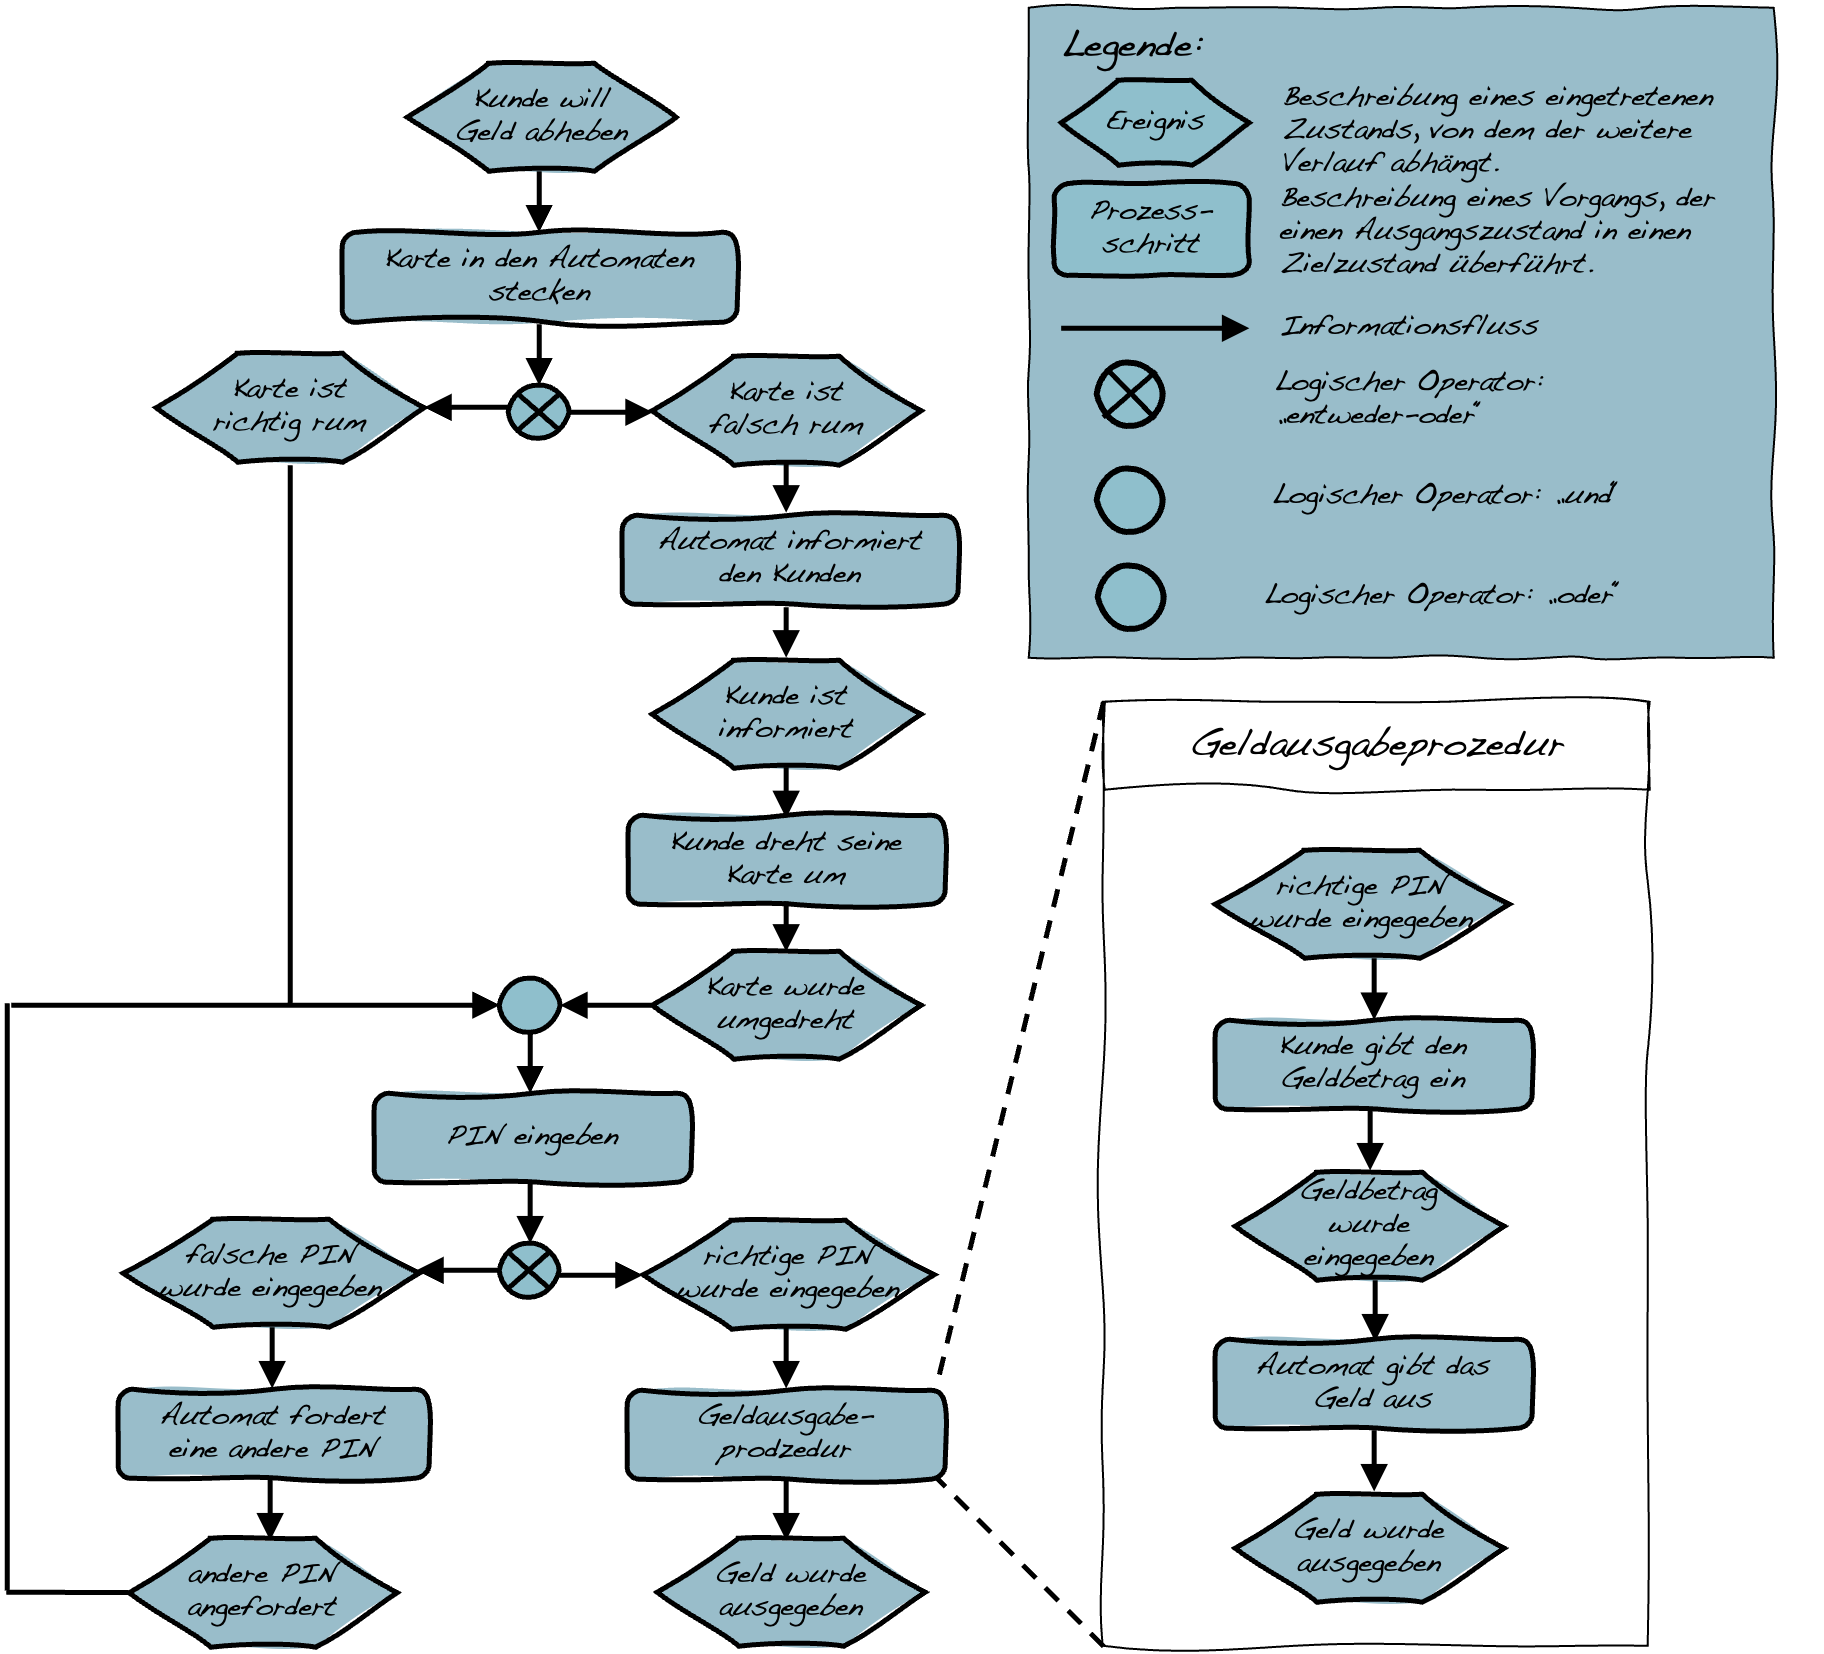 Kunde will
Geld abheben
Karte in den Automaten
stecken
Karte ist
richtig rum
Karte ist
falsch rum
Automat informiert
den Kunden
Kunde ist
informiert
Kunde dreht seine
Karte um
Karte wurde
umgedreht
PIN eingeben
falsche PIN
wurde eingegeben
richtige PIN
wurde eingegeben
Automat fordert
eine andere PIN
Geldausgabe-
prodzedur
andere PIN
angefordert
Geld wurde
ausgegeben
Legende:
Ereignis
Beschreibung eines eingetretenen
Zustands, von dem der weitere
Verlauf abhängt.
Prozess-
schritt
Beschreibung eines Vorgangs, der
einen Ausgangszustand in einen
Zielzustand überführt.
Informationsfluss
Logischer Operator:
„entweder-oder“
Logischer Operator: „und“
Logischer Operator: „oder“
Geldausgabeprozedur
richtige PIN
wurde eingegeben
Kunde gibt den
Geldbetrag ein
Geldbetrag
wurde
eingegeben
Automat gibt das
Geld aus
Geld wurde
ausgegeben